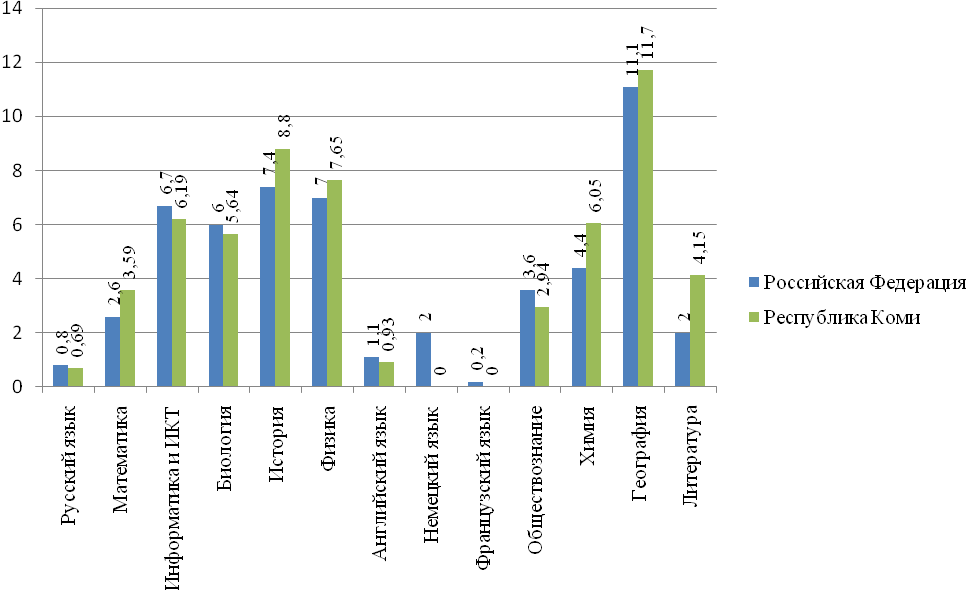 14
12
10
8
6
4
2
0
0,8
0,69
2,6
3,59
6,7
6,19
6
5,64
7,4
8,8
7
7,65
1,1
0,93
2
0
0,2
0
3,6
2,94
4,4
6,05
11,1
11,7
2
4,15
Русский язык
Математика
Информатика и ИКТ
Биология
История
Физика
Английский язык
Немецкий язык
Французский язык
Обществознание
Химия
География
Литература
Российская Федерация
Республика Коми